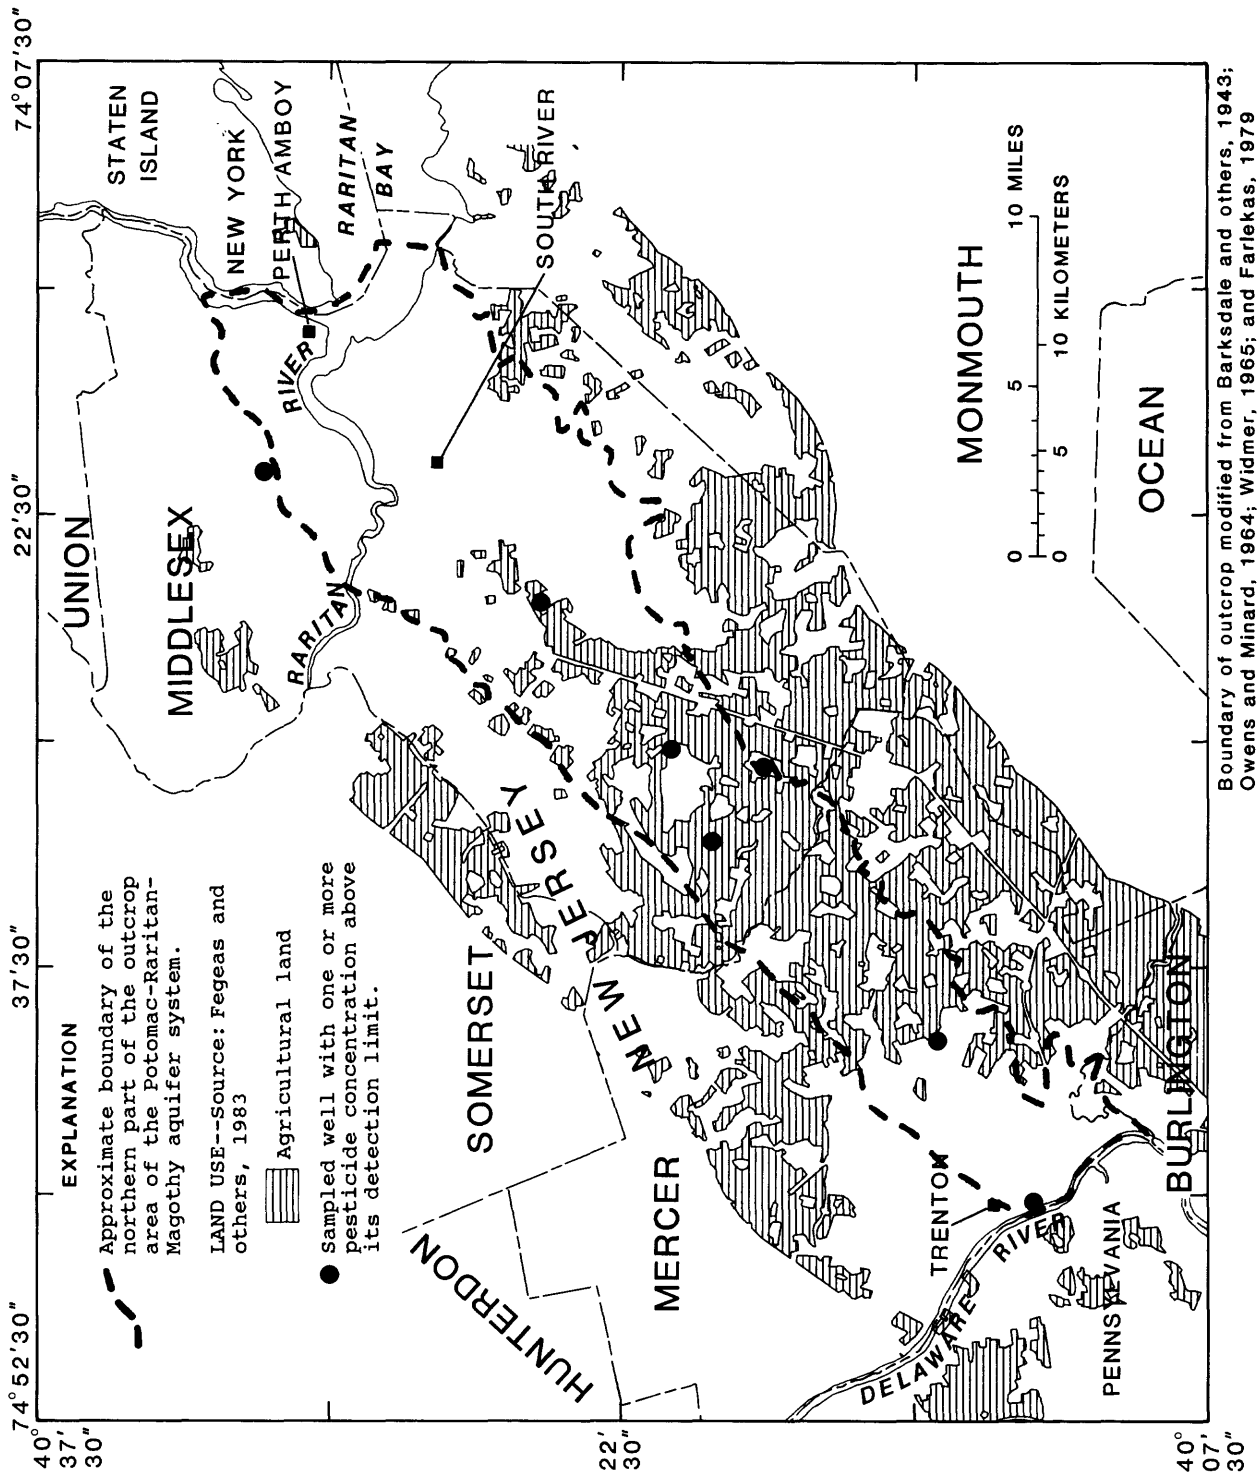 74°52'30"
37'30"
22'30"
74°07'30"
40°
37'
30"
22'
30"
40°
07'
30"
EXPLANATION
Approximate boundary of the
northern part of the outcrop
area of the Potomac-Raritan-
Magothy aquifer system.
LAND USE--Source: Fegeas and
others, 1983
Agricultural land
Sampled well with one or more
pesticide concentration above
its detection limit.
UNION
MIDDLESEX
STATEN
ISLAND
NEW YORK
PERTH AMBOY
RARITAN
BAY
RARITAN
RIVER
SOUTH RIVER
HUNTERDON
SOMERSET
NEW JERSEY
MERCER
MONMOUTH
TRENTON
DELAWARE
RIVER
PENNSYLVANIA
BURLINGTON
OCEAN
0 5 10 MILES
0 5 10 KILOMETERS
Boundary of outcrop modified from Barksdale and others, 1943;
Owens and Minard, 1964; Widmer, 1965; and Farlekas, 1979